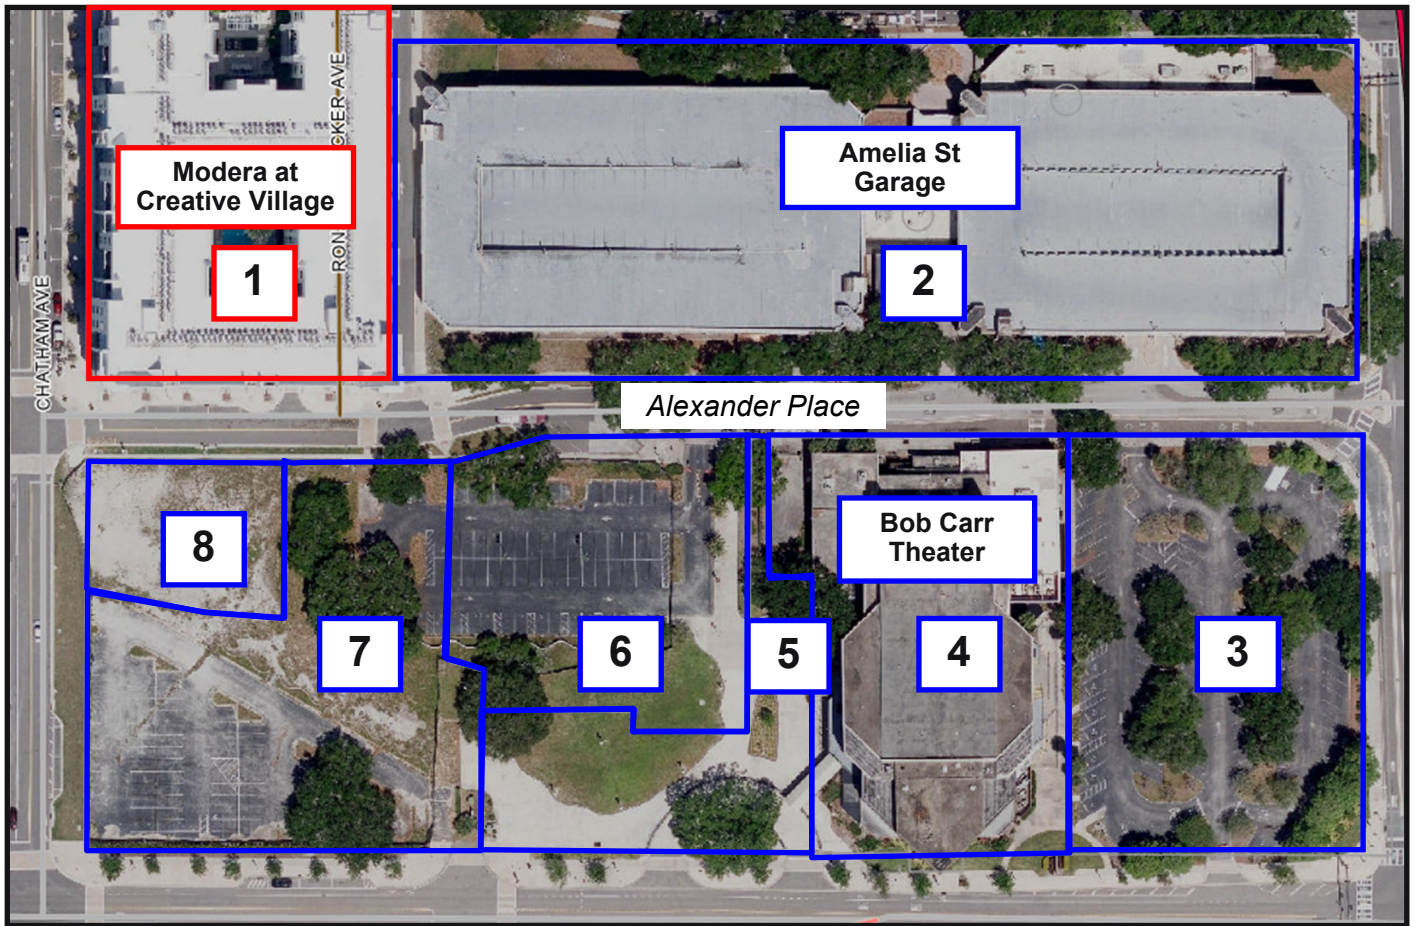 CHATHAM AVE
RON
CKER AVE
Modera at
Creative Village
1
Amelia St
Garage
2
Alexander Place
8
7
6
5
Bob Carr
Theater
4
3